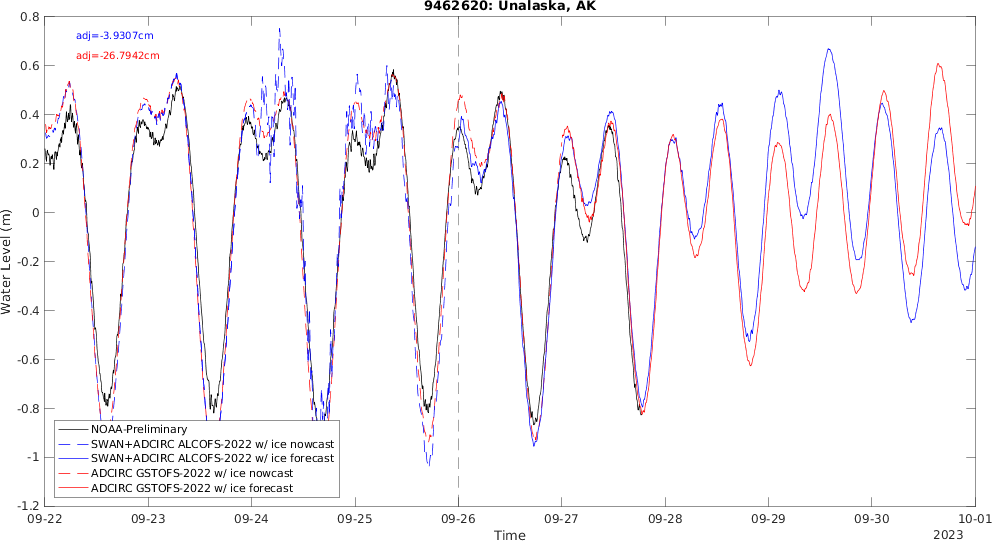 9462620: Unalaska, AK
adj=-3.9307cm
adj=-26.7942cm
0.8
0.6
0.4
0.2
0
-0.2
-0.4
-0.6
-0.8
-1
-1.2
Water Level (m)
NOAA-Preliminary
SWAN+ADCIRC ALCOFS-2022 w/ ice nowcast
SWAN+ADCIRC ALCOFS-2022 w/ ice forecast
ADCIRC GSTOFS-2022 w/ ice nowcast
ADCIRC GSTOFS-2022 w/ ice forecast
09-22 09-23 09-24 09-25 09-26 09-27 09-28 09-29 09-30 10-01
Time
2023